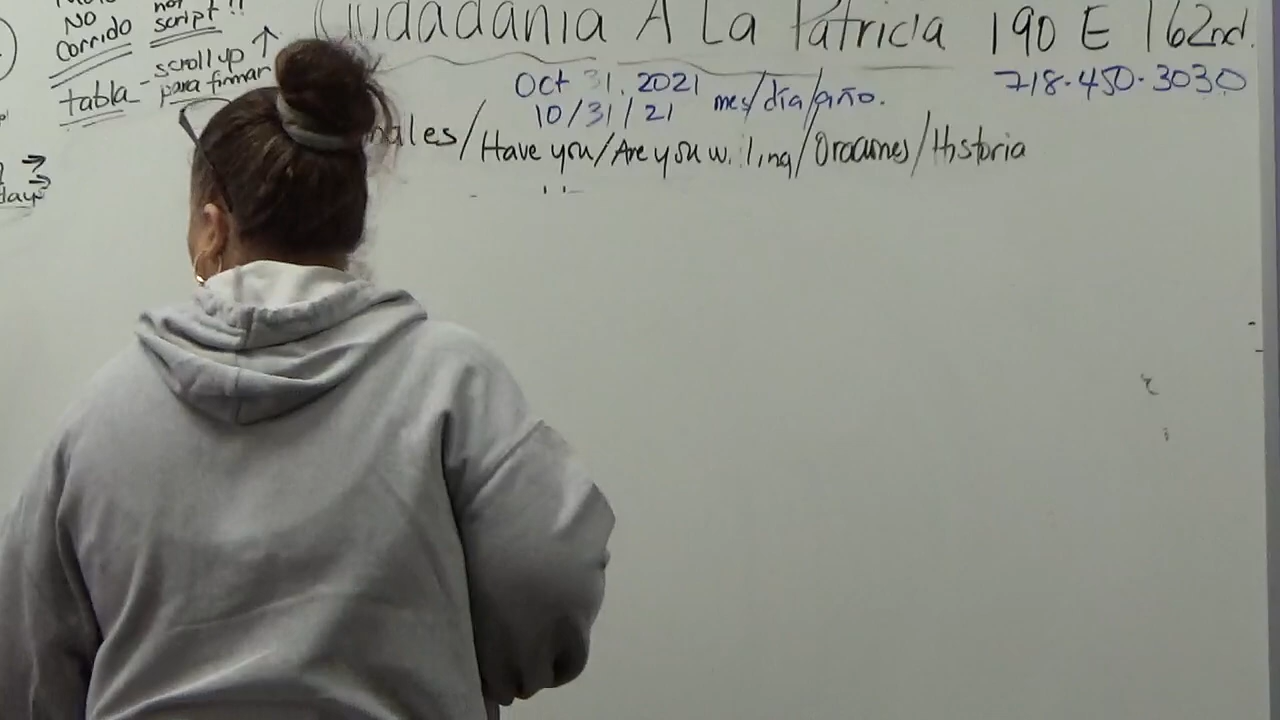 No
Corrido
not
script !!
tabla - scroll up ↑
para firmar
Ciudadania A La Patricia 190 E 162nd.
Oct 31, 2021
718.450.3030
10/31/21 mes/día/año.
nales/Have you/Are you w. ling/Oraciones/Historia
day